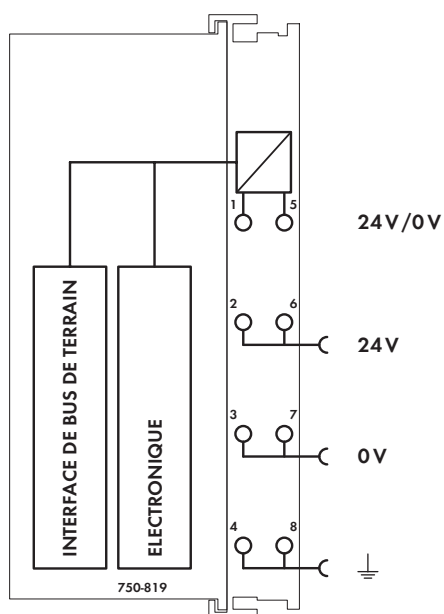 1 5
24V/0V
2 6
24V
3 7
0V
4 8
INTERFACE DE BUS DE TERRAIN
ELECTRONIQUE
750-819